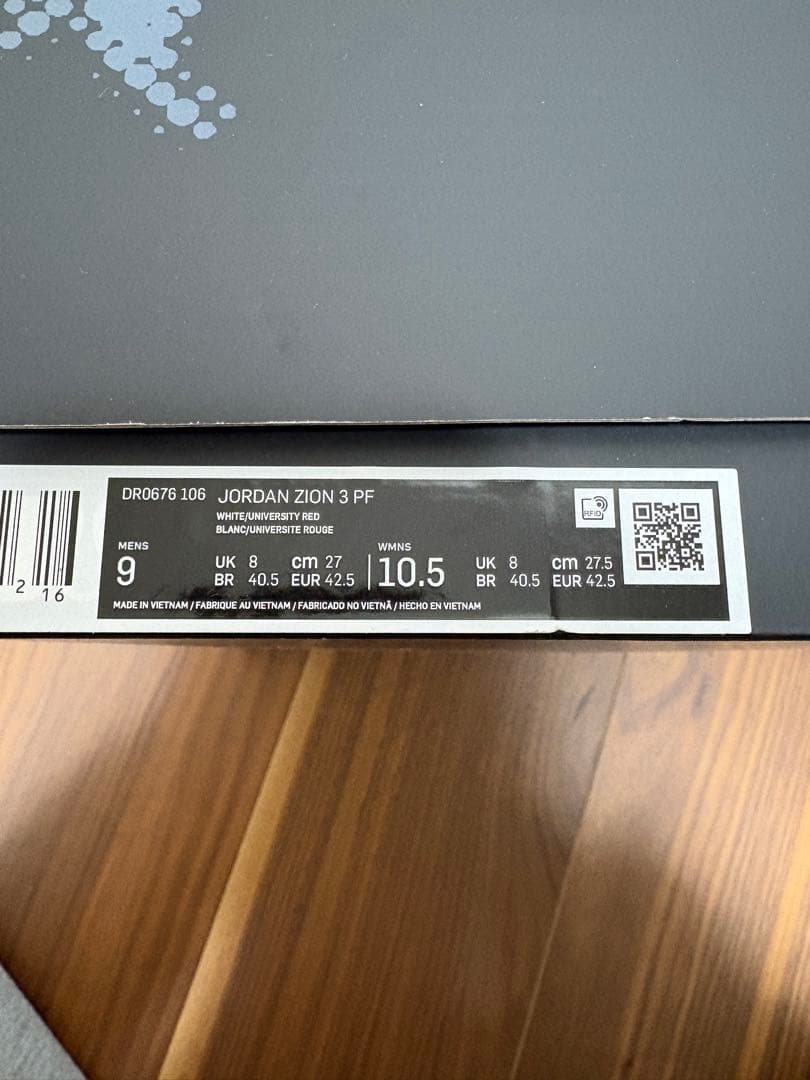 2 16
DR0676 106 JORDAN ZION 3 PF
WHITE/UNIVERSITY RED
BLANC/UNIVERSITE ROUGE
RFID
MENS
9
UK 8 cm 27
BR 40.5 EUR 42.5
WMNS
10.5
UK 8 cm 27.5
BR 40.5 EUR 42.5
MADE IN VIETNAM / FABRIQUE AU VIETNAM / FABRICADO NO VIETNÃ / HECHO EN VIETNAM